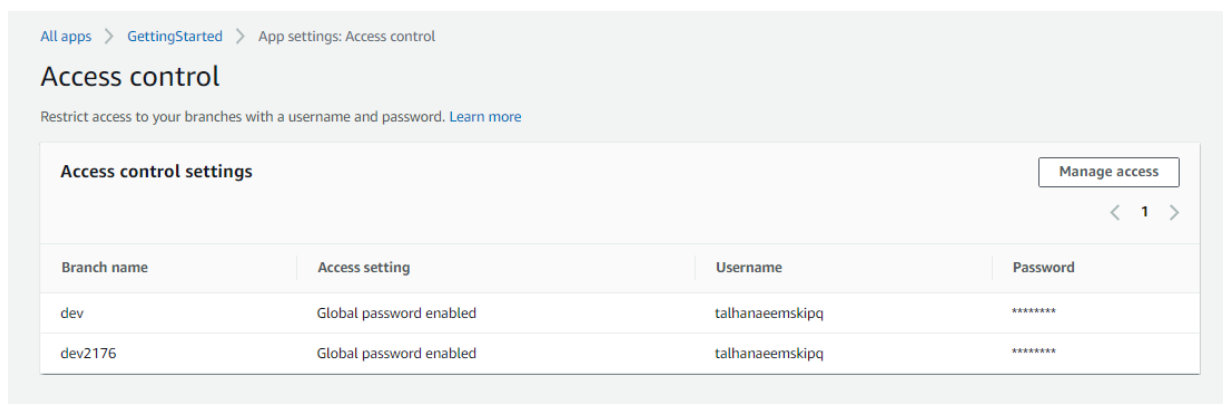 All apps > GettingStarted > App settings: Access control
Access control
Restrict access to your branches with a username and password. Learn more
Access control settings
Manage access
< 1 >
Branch name Access setting Username Password
dev Global password enabled talhanaeemskipq ********
dev2176 Global password enabled talhanaeemskipq ********